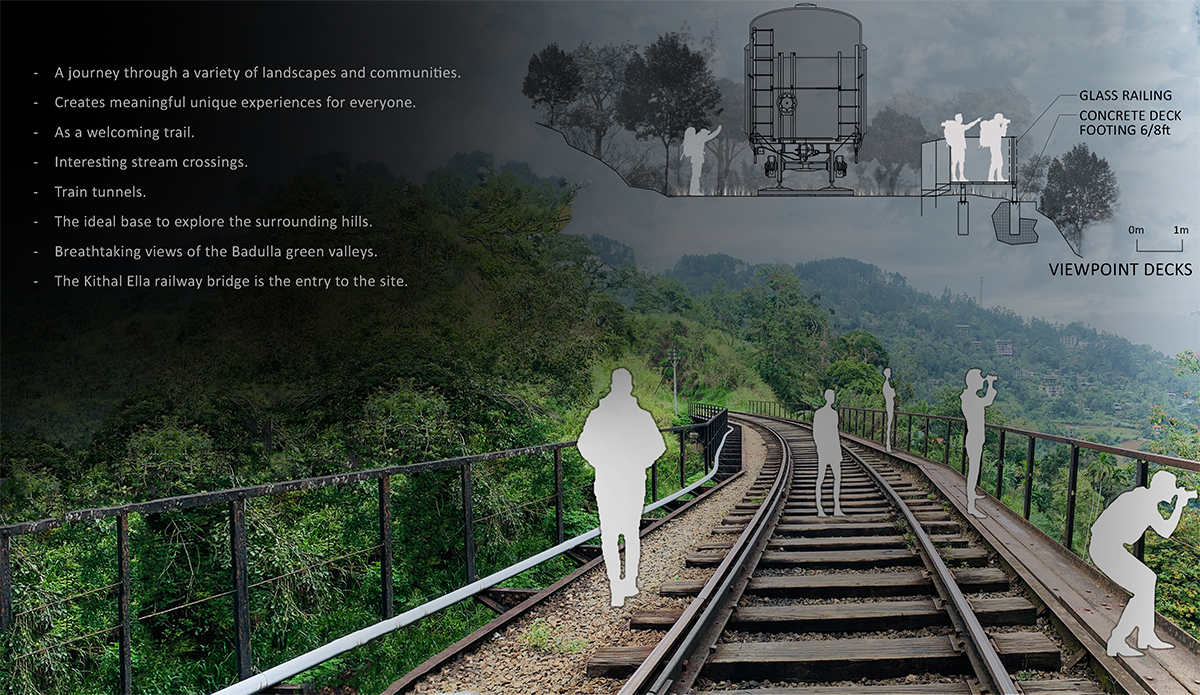 - A journey through a variety of landscapes and communities.
- Creates meaningful unique experiences for everyone.
- As a welcoming trail.
- Interesting stream crossings.
- Train tunnels.
- The ideal base to explore the surrounding hills.
- Breathtaking views of the Badulla green valleys.
- The Kithal Ella railway bridge is the entry to the site.
GLASS RAILING
CONCRETE DECK
FOOTING 6/8ft
0m 1m
VIEWPOINT DECKS